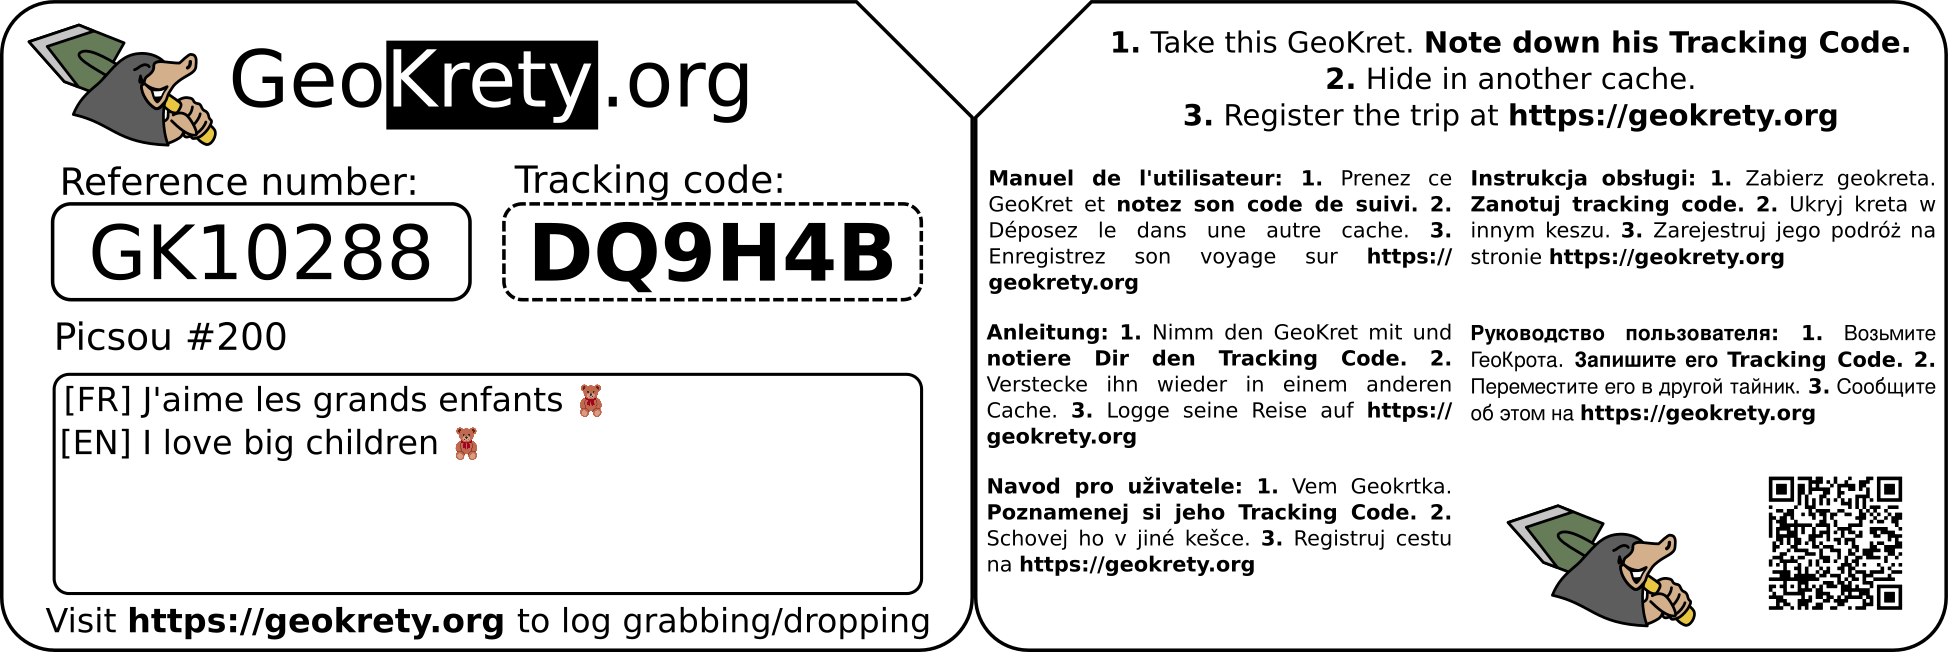 GeoKrety.org
Reference number:
Tracking code:
GK10288
DQ9H4B
Picsou #200
[FR] J'aime les grands enfants 🧸
[EN] I love big children 🧸
Visit https://geokrety.org to log grabbing/dropping
1. Take this GeoKret. Note down his Tracking Code.
2. Hide in another cache.
3. Register the trip at https://geokrety.org
Manuel de l'utilisateur: 1. Prenez ce
GeoKret et notez son code de suivi. 2.
Déposez le dans une autre cache. 3.
Enregistrez son voyage sur https://
geokrety.org
Instrukcja obsługi: 1. Zabierz geokreta.
Zanotuj tracking code. 2. Ukryj kreta w
innym keszu. 3. Zarejestruj jego podróż na
stronie https://geokrety.org
Anleitung: 1. Nimm den GeoKret mit und
notiere Dir den Tracking Code. 2.
Verstecke ihn wieder in einem anderen
Cache. 3. Logge seine Reise auf https://
geokrety.org
Руководство пользователя: 1. Возьмите
ГеоКрота. Запишите его Tracking Code. 2.
Переместите его в другой тайник. 3. Сообщите
об этом на https://geokrety.org
Navod pro uživatele: 1. Vem Geokrtka.
Poznamenej si jeho Tracking Code. 2.
Schovej ho v jiné kešce. 3. Registruj cestu
na https://geokrety.org